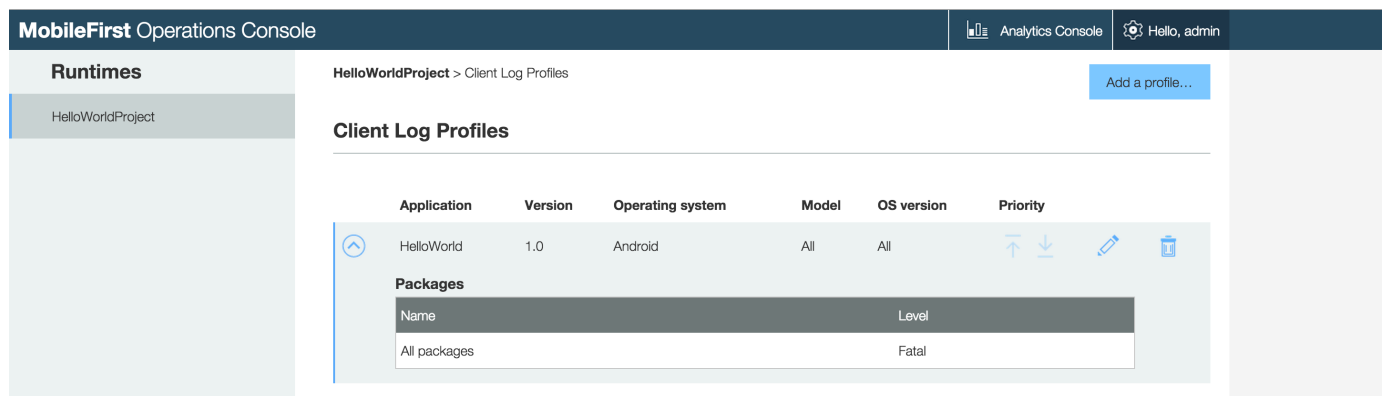 MobileFirst Operations Console
Analytics Console
Hello, admin
Runtimes
HelloWorldProject
HelloWorldProject > Client Log Profiles
Add a profile...
Client Log Profiles
Application Version Operating system Model OS version Priority
HelloWorld 1.0 Android All All
Packages
Name Level
All packages Fatal